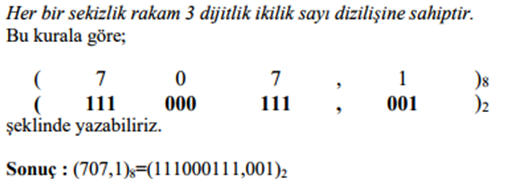 Her bir sekizlik rakam 3 dijitlik ikilik sayı dizilişine sahiptir.
Bu kurala göre;
( 7 0 7 , 1 )₈
( 111 000 111 , 001 )₂
şeklinde yazabiliriz.
Sonuç : (707,1)₈=(111000111,001)₂